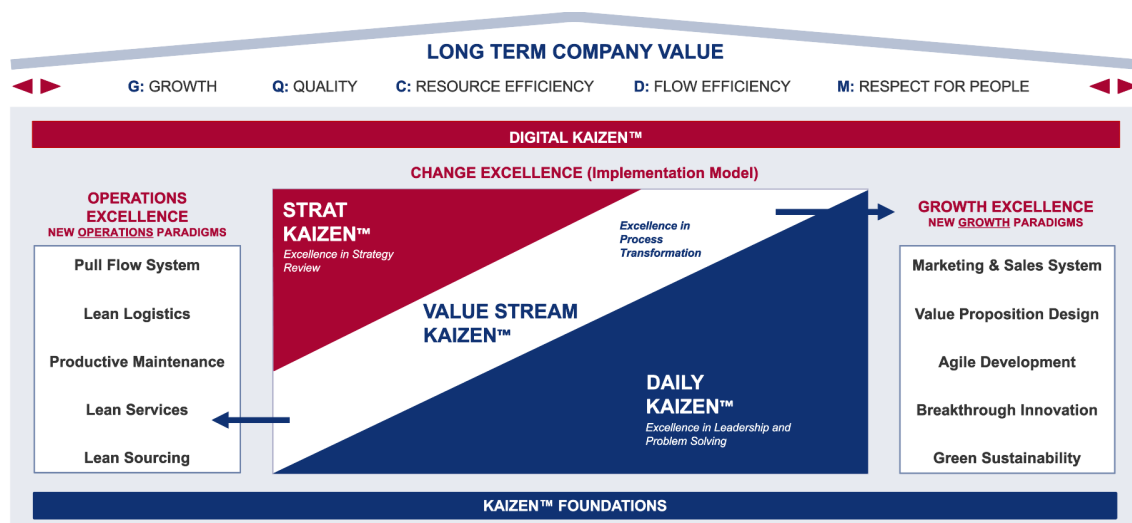 LONG TERM COMPANY VALUE
G: GROWTH Q: QUALITY C: RESOURCE EFFICIENCY D: FLOW EFFICIENCY M: RESPECT FOR PEOPLE
DIGITAL KAIZEN™
CHANGE EXCELLENCE (Implementation Model)
OPERATIONS
EXCELLENCE
NEW OPERATIONS PARADIGMS
Pull Flow System
Lean Logistics
Productive Maintenance
Lean Services
Lean Sourcing
STRAT
KAIZEN™
Excellence in Strategy
Review
Excellence in
Process
Transformation
VALUE STREAM
KAIZEN™
DAILY
KAIZEN™
Excellence in Leadership and
Problem Solving
GROWTH EXCELLENCE
NEW GROWTH PARADIGMS
Marketing & Sales System
Value Proposition Design
Agile Development
Breakthrough Innovation
Green Sustainability
KAIZEN™ FOUNDATIONS